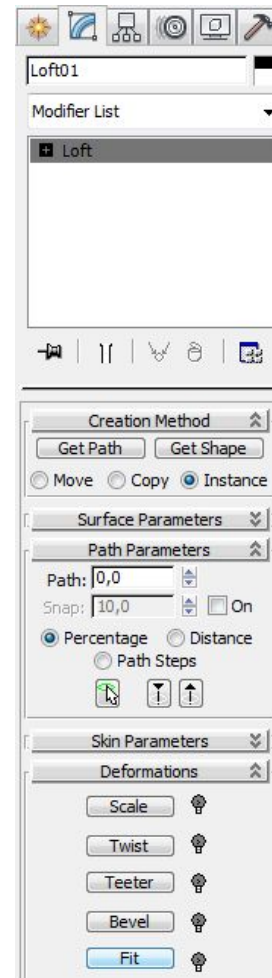 Loft01
Modifier List
Loft
Creation Method
Get Path Get Shape
Move Copy Instance
Surface Parameters
Path Parameters
Path: 0,0
Snap: 10,0 On
Percentage Distance
Path Steps
Skin Parameters
Deformations
Scale
Twist
Teeter
Bevel
Fit